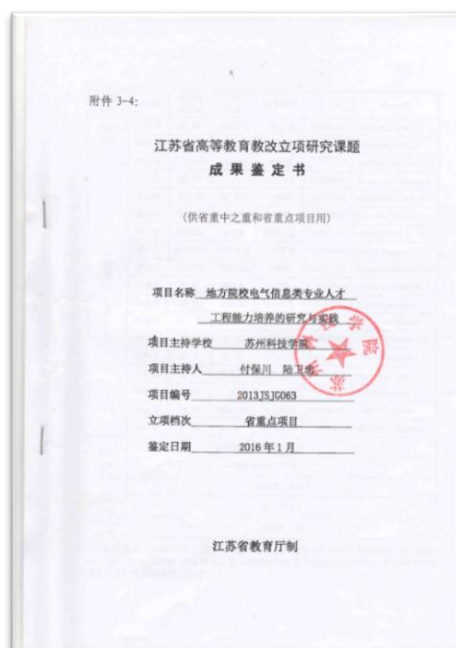 附件 3-4:
江苏省高等教育教改立项研究课题
成 果 鉴 定 书
(供省重中之重和省重点项目用)
项目名称 地方院校电气信息类专业人才
工程能力培养的研究与实践
项目主持学校 苏州科技学院
项目主持人 付保川 陆卫忠
项目编号 2013JSJG063
立项档次 省重点项目
鉴定日期 2016 年 1 月
江苏省教育厅制